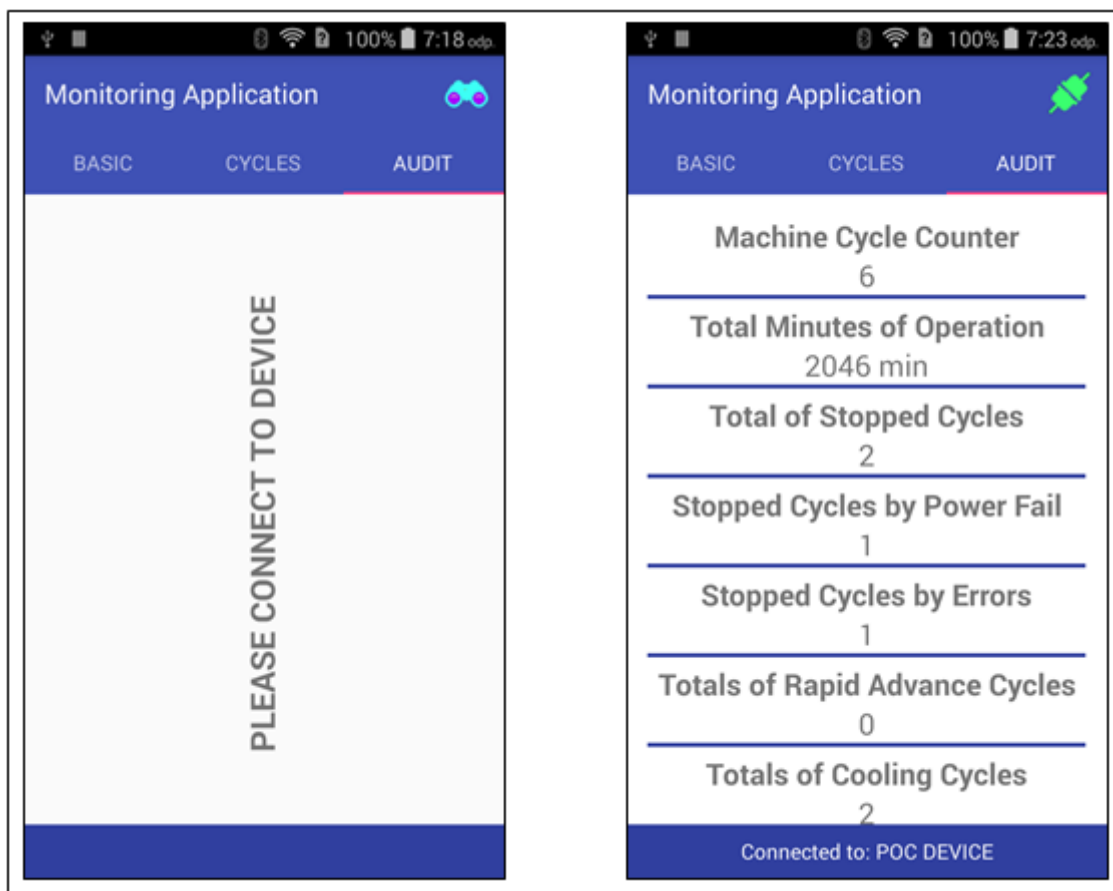 100% 7:18 odp.
Monitoring Application
BASIC CYCLES AUDIT
PLEASE CONNECT TO DEVICE
100% 7:23 odp.
Monitoring Application
BASIC CYCLES AUDIT
Machine Cycle Counter
6
Total Minutes of Operation
2046 min
Total of Stopped Cycles
2
Stopped Cycles by Power Fail
1
Stopped Cycles by Errors
1
Totals of Rapid Advance Cycles
0
Totals of Cooling Cycles
2
Connected to: POC DEVICE